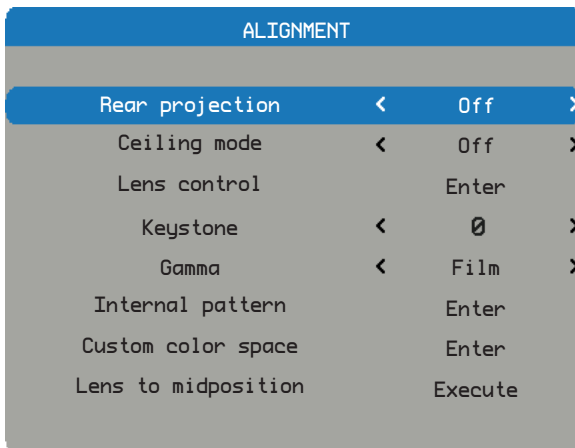 ALIGNMENT
Rear projection < Off >
Ceiling mode < Off >
Lens control Enter
Keystone < 0 >
Gamma < Film >
Internal pattern Enter
Custom color space Enter
Lens to midposition Execute